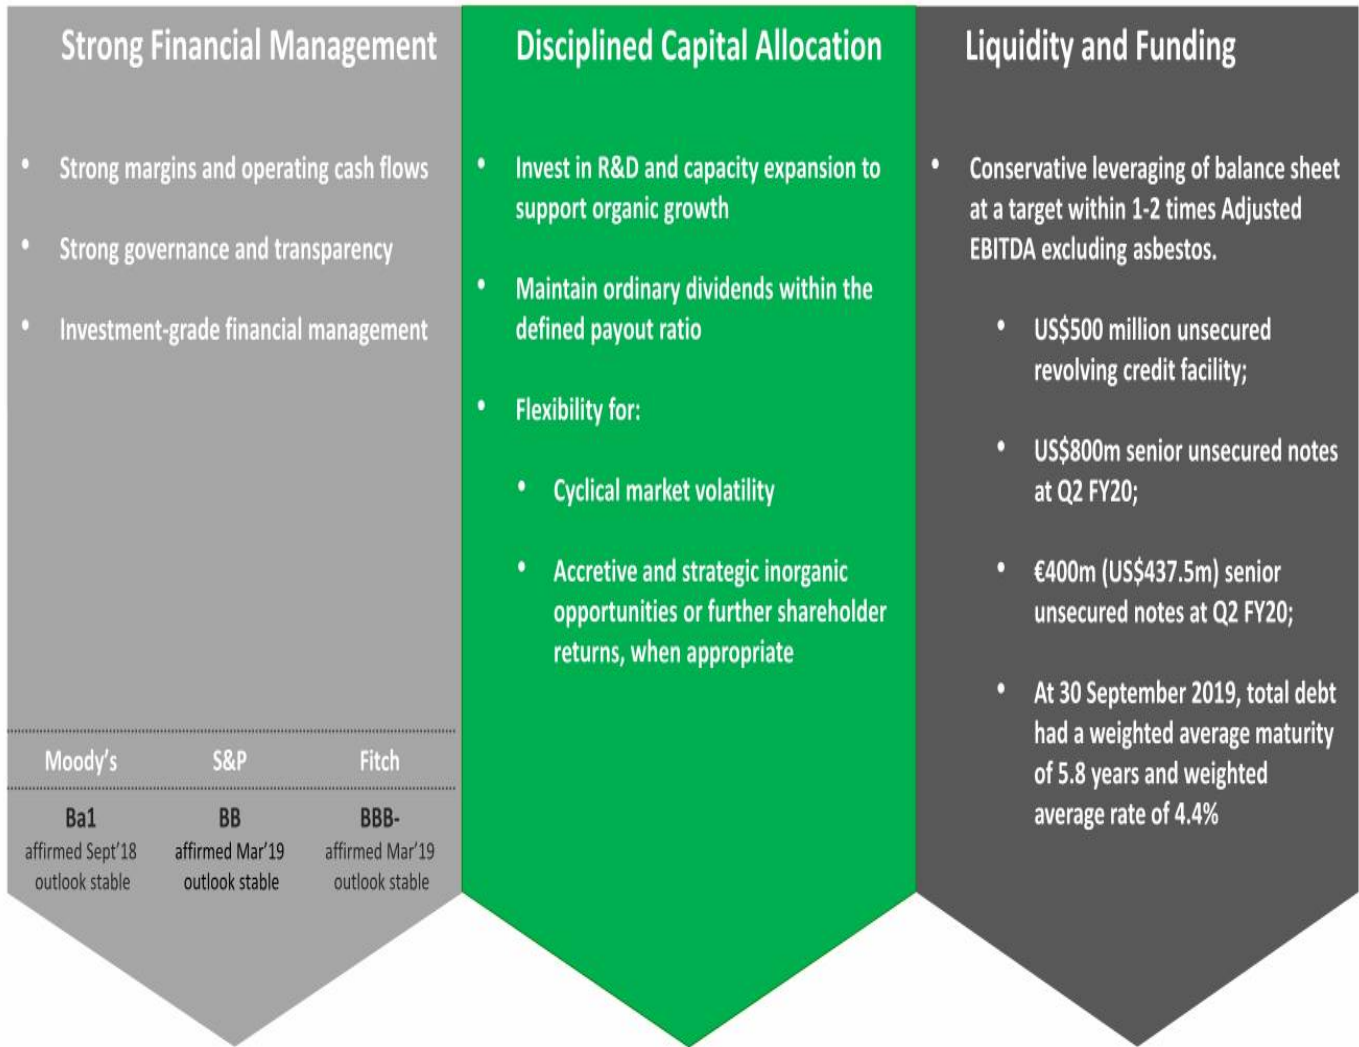 Strong Financial Management
• Strong margins and operating cash flows
• Strong governance and transparency
• Investment-grade financial management
Moody's S&P Fitch
Ba1 BB BBB-
affirmed Sept'18 affirmed Mar'19 affirmed Mar'19
outlook stable outlook stable outlook stable
Disciplined Capital Allocation
• Invest in R&D and capacity expansion to
support organic growth
• Maintain ordinary dividends within the
defined payout ratio
• Flexibility for:
• Cyclical market volatility
• Accretive and strategic inorganic
opportunities or further shareholder
returns, when appropriate
Liquidity and Funding
• Conservative leveraging of balance sheet
at a target within 1-2 times Adjusted
EBITDA excluding asbestos.
• US$500 million unsecured
revolving credit facility;
• US$800m senior unsecured notes
at Q2 FY20;
• €400m (US$437.5m) senior
unsecured notes at Q2 FY20;
• At 30 September 2019, total debt
had a weighted average maturity
of 5.8 years and weighted
average rate of 4.4%